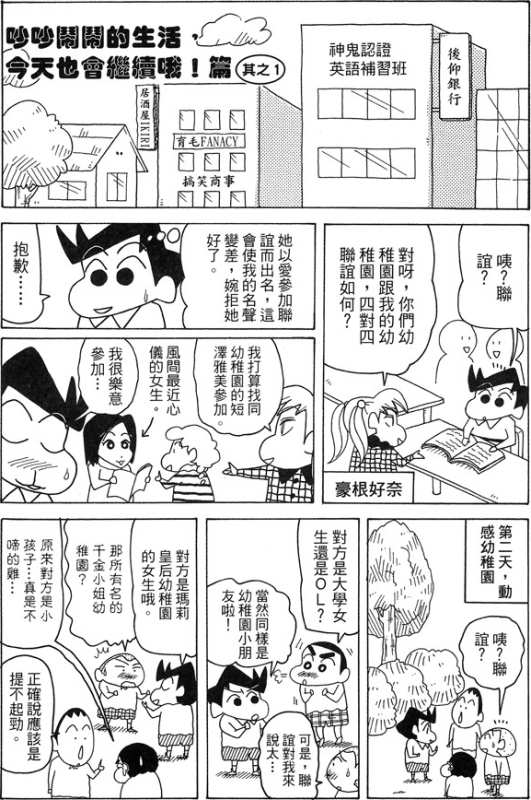 吵吵鬧鬧的生活，
今天也會繼續哦！篇
其之1
居酒屋IKIRI
育毛FANACY
搞笑商事
神鬼認證
英語補習班
後仰銀行
咦？聯
誼？
對呀，你們幼
稚園跟我的幼
稚園，四對四
聯誼如何？
豪根好奈
她以愛參加聯
誼而出名，這
會使我的名聲
變差，婉拒她
好了。
抱歉……
我打算找同
幼稚園的短
澤雅美參加。
風間最近心
儀的女生。
我很樂意
參加…
第二天，動
感幼稚園
咦？聯
誼？
對方是大學女
生還是OL？
當然同樣是
幼稚園小朋
友啦！
可是，聯
誼對我來
說太…
對方是瑪莉
皇后幼稚園
的女生哦。
那所有名的
千金小姐幼
稚園？
原來對方是小
孩子…真是不
啼的雞…
正確說應該是
提不起勁。